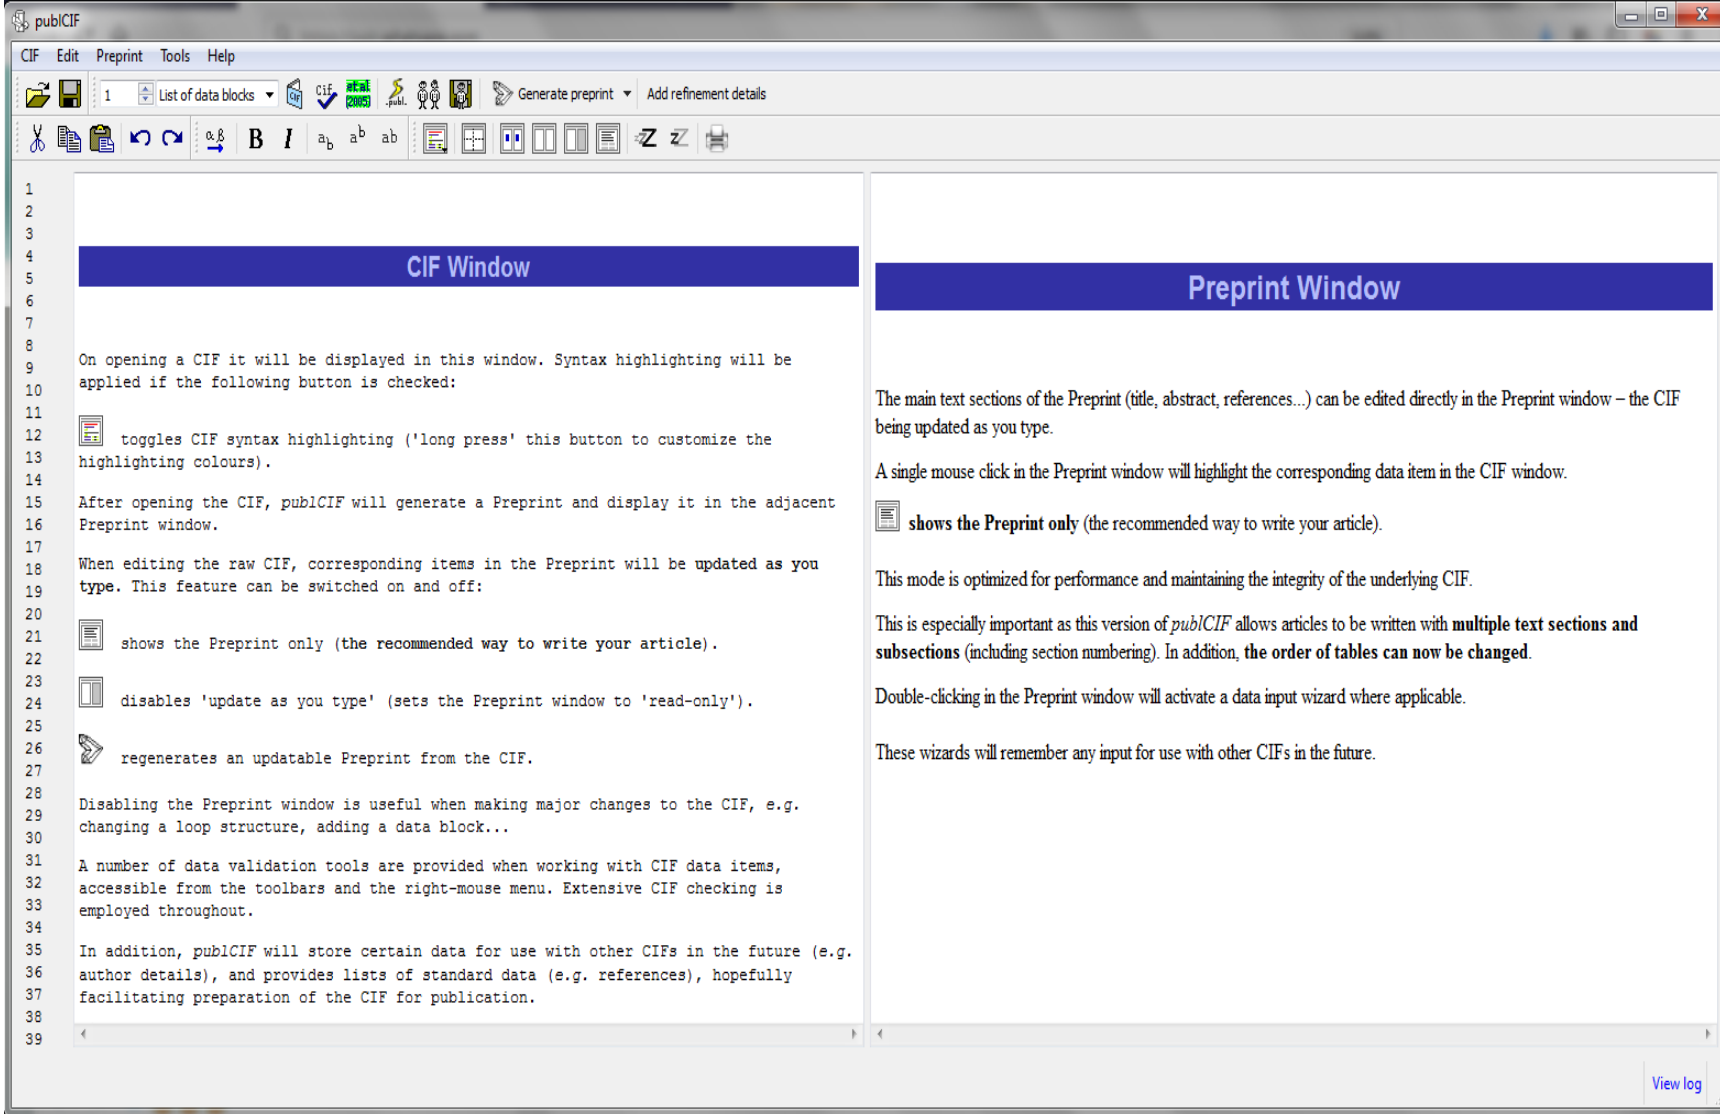 publCIF
CIF Edit Preprint Tools Help
1 List of data blocks CIF Cif et al (2005) .publ. Generate preprint Add refinement details
α β B I ab ab ab Z Z
1
2
3
4
5
6
7
8
9
10
11
12
13
14
15
16
17
18
19
20
21
22
23
24
25
26
27
28
29
30
31
32
33
34
35
36
37
38
39
CIF Window
On opening a CIF it will be displayed in this window. Syntax highlighting will be
applied if the following button is checked:
toggles CIF syntax highlighting ('long press' this button to customize the
highlighting colours).
After opening the CIF, publCIF will generate a Preprint and display it in the adjacent
Preprint window.
When editing the raw CIF, corresponding items in the Preprint will be updated as you
type. This feature can be switched on and off:
shows the Preprint only (the recommended way to write your article).
disables 'update as you type' (sets the Preprint window to 'read-only').
regenerates an updatable Preprint from the CIF.
Disabling the Preprint window is useful when making major changes to the CIF, e.g.
changing a loop structure, adding a data block...
A number of data validation tools are provided when working with CIF data items,
accessible from the toolbars and the right-mouse menu. Extensive CIF checking is
employed throughout.
In addition, publCIF will store certain data for use with other CIFs in the future (e.g.
author details), and provides lists of standard data (e.g. references), hopefully
facilitating preparation of the CIF for publication.
Preprint Window
The main text sections of the Preprint (title, abstract, references...) can be edited directly in the Preprint window – the CIF
being updated as you type.
A single mouse click in the Preprint window will highlight the corresponding data item in the CIF window.
shows the Preprint only (the recommended way to write your article).
This mode is optimized for performance and maintaining the integrity of the underlying CIF.
This is especially important as this version of publCIF allows articles to be written with multiple text sections and
subsections (including section numbering). In addition, the order of tables can now be changed.
Double-clicking in the Preprint window will activate a data input wizard where applicable.
These wizards will remember any input for use with other CIFs in the future.
View log